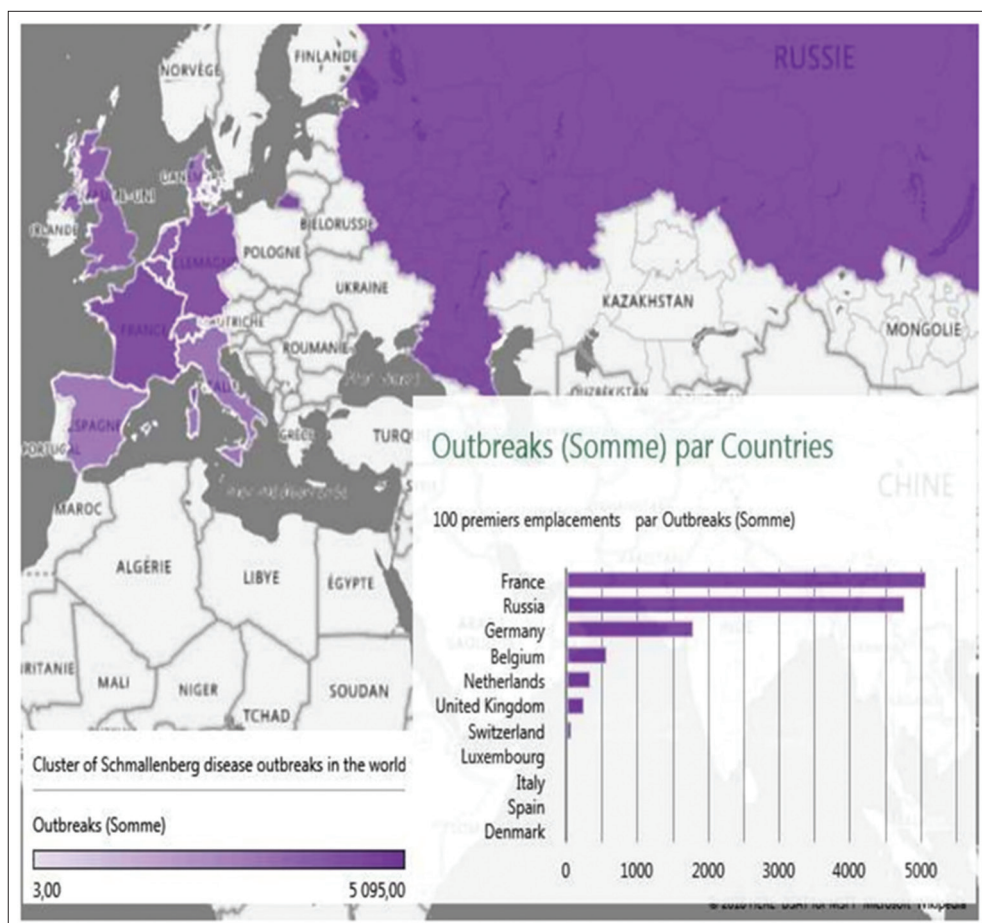 RUSSIE
FINLANDE
NORVÈGE
IRLANDE
BIÉLORUSSIE
POLOGNE
UKRAINE
KAZAKHSTAN
MONGOLIE
FRANCE
ROUMANIE
ESPAGNE
PORTUGAL
GRÈCE
TURQ
CHINE
MAROC
ALGÉRIE
LIBYE
ÉGYPTE
RITANIE
MALI
NIGER
TCHAD
SOUDAN
Outbreaks (Somme) par Countries
100 premiers emplacements par Outbreaks (Somme)
France
Russia
Germany
Belgium
Netherlands
United Kingdom
Switzerland
Luxembourg
Italy
Spain
Denmark
0 1000 2000 3000 4000 5000
Cluster of Schmallenberg disease outbreaks in the world
Outbreaks (Somme)
3,00 5 095,00